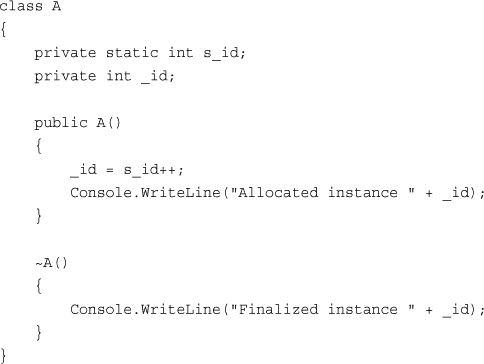 class A
{
    private static int s_id;
    private int _id;

    public A()
    {
        _id = s_id++;
        Console.WriteLine("Allocated instance " + _id);
    }

    ~A()
    {
        Console.WriteLine("Finalized instance " + _id);
    }
}